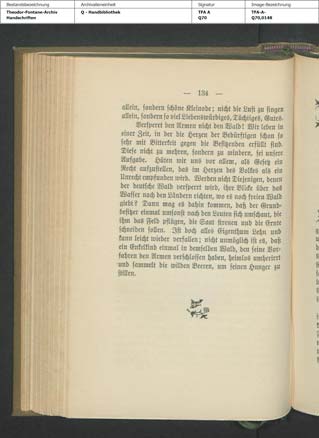 Bestandsbezeichnung
Theodor-Fontane-Archiv
Handschriften
Archivalieneinheit
Q - Handbibliothek
Signatur
TFA A
Q70
Image-Bezeichnung
TFA-A-
Q70,0148
— 134 —
allein, sondern schöne Kleinode; nicht die Lust zu singen
allein, sondern so viel Liebenswürdiges, Tüchtiges, Gutes.
Versperet den Armen nicht den Wald! Wir leben in
einer Zeit, in der die Herzen der Bedürftigen schon so
sehr mit Bitterkeit gegen die Besitzenden erfüllt sind.
Diese nicht zu mehren, sondern zu mindern, sei unsere
Aufgabe. Hüten wir uns vor allem, als Gesetz ein
Recht aufzustellen, das im Herzen des Volkes als ein
Unrecht empfunden wird. Werden nicht Diejenigen, denen
der deutsche Wald versperrt wird, ihre Blicke über das
Wasser nach den Ländern richten, wo es noch freien Wald
giebt? Dann mag es dahin kommen, daß der Grund-
besitzer einmal umsonst nach den Leuten sich umschaut, die
ihm das Feld pflügen, die Saat streuen und die Ernte
schneiden sollen. Ist doch alles Eigenthum Lehn und
kann leicht wieder verfallen; nicht unmöglich ist es, daß
ein Enkelkind einmal in demselben Wald, den seine Vor-
fahren den Armen verschlossen haben, heimlos umherirrt
und sammelt die wilden Beeren, um seinen Hunger zu
stillen.